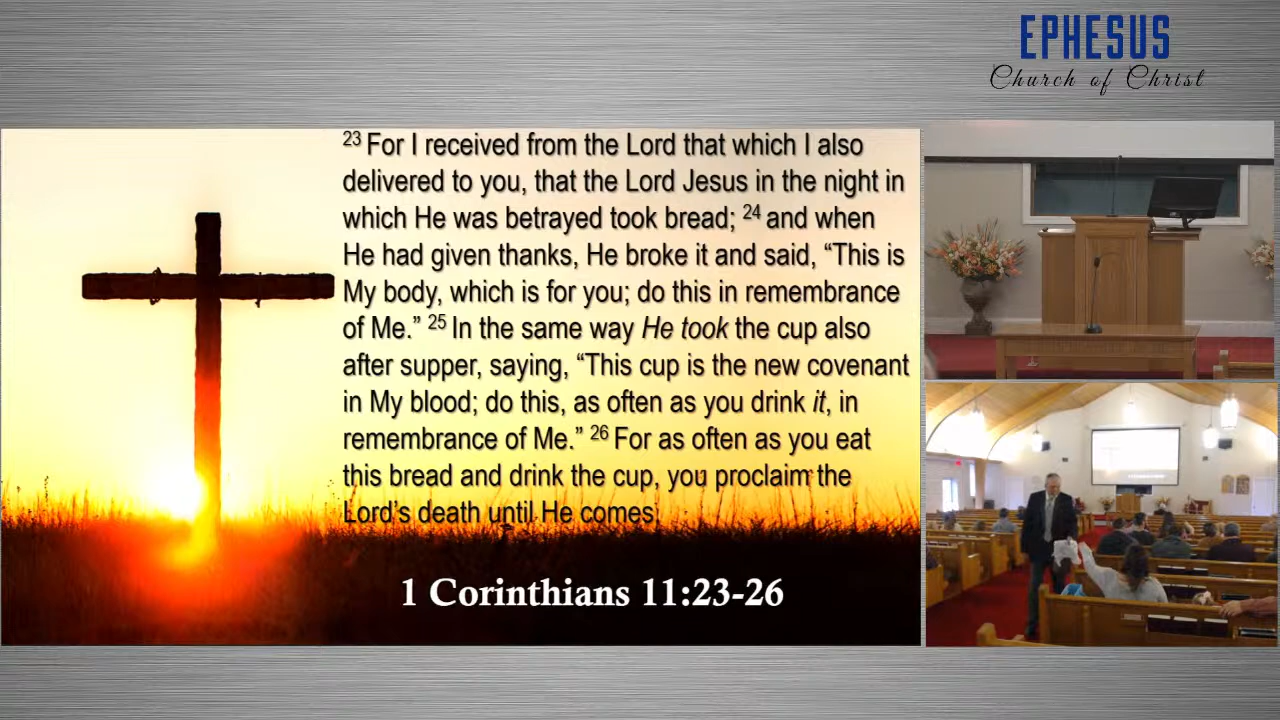 EPHESUS
Church of Christ
23 For I received from the Lord that which I also
delivered to you, that the Lord Jesus in the night in
which He was betrayed took bread; 24 and when
He had given thanks, He broke it and said, “This is
My body, which is for you; do this in remembrance
of Me.” 25 In the same way He took the cup also
after supper, saying, “This cup is the new covenant
in My blood; do this, as often as you drink it, in
remembrance of Me.” 26 For as often as you eat
this bread and drink the cup, you proclaim the
Lord’s death until He comes.
1 Corinthians 11:23-26